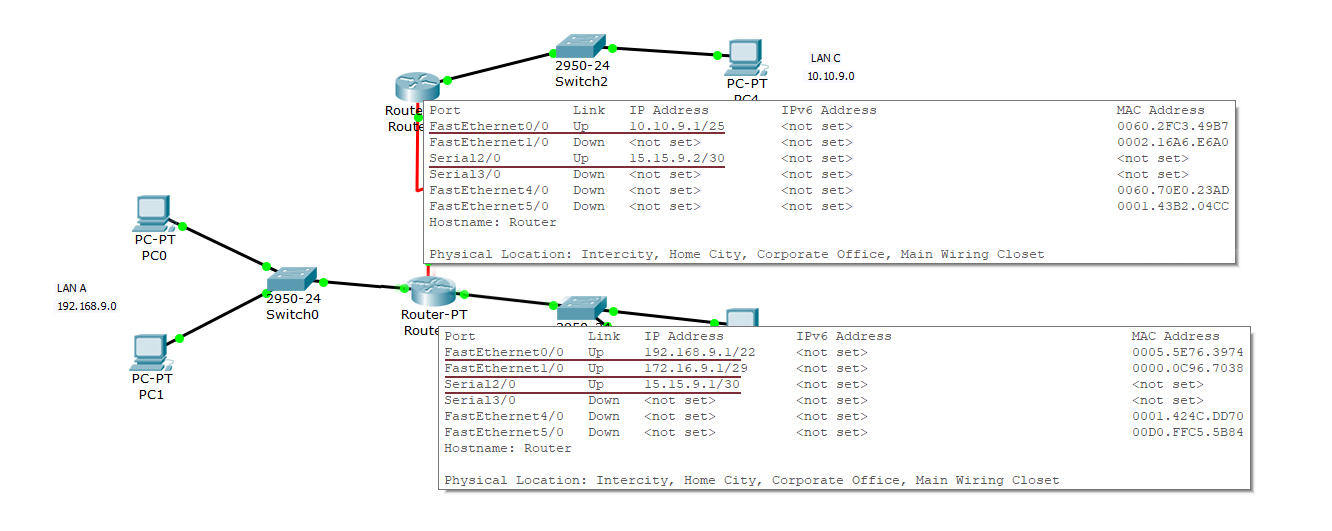 2950-24
Switch2
PC-PT
PC4
LAN C
10.10.9.0
Port Link IP Address IPv6 Address MAC Address
FastEthernet0/0 Up 10.10.9.1/25 <not set> 0060.2FC3.49B7
FastEthernet1/0 Down <not set> <not set> 0002.16A6.E6A0
Serial2/0 Up 15.15.9.2/30 <not set> <not set>
Serial3/0 Down <not set> <not set> <not set>
FastEthernet4/0 Down <not set> <not set> 0060.70E0.23AD
FastEthernet5/0 Down <not set> <not set> 0001.43B2.04CC
Hostname: Router
Physical Location: Intercity, Home City, Corporate Office, Main Wiring Closet
PC-PT
PC0
LAN A
192.168.9.0
2950-24
Switch0
Router-PT
PC-PT
PC1
Port Link IP Address IPv6 Address MAC Address
FastEthernet0/0 Up 192.168.9.1/22 <not set> 0005.5E76.3974
FastEthernet1/0 Up 172.16.9.1/29 <not set> 0000.0C96.7038
Serial2/0 Up 15.15.9.1/30 <not set> <not set>
Serial3/0 Down <not set> <not set> <not set>
FastEthernet4/0 Down <not set> <not set> 0001.424C.DD70
FastEthernet5/0 Down <not set> <not set> 00D0.FFC5.5B84
Hostname: Router
Physical Location: Intercity, Home City, Corporate Office, Main Wiring Closet